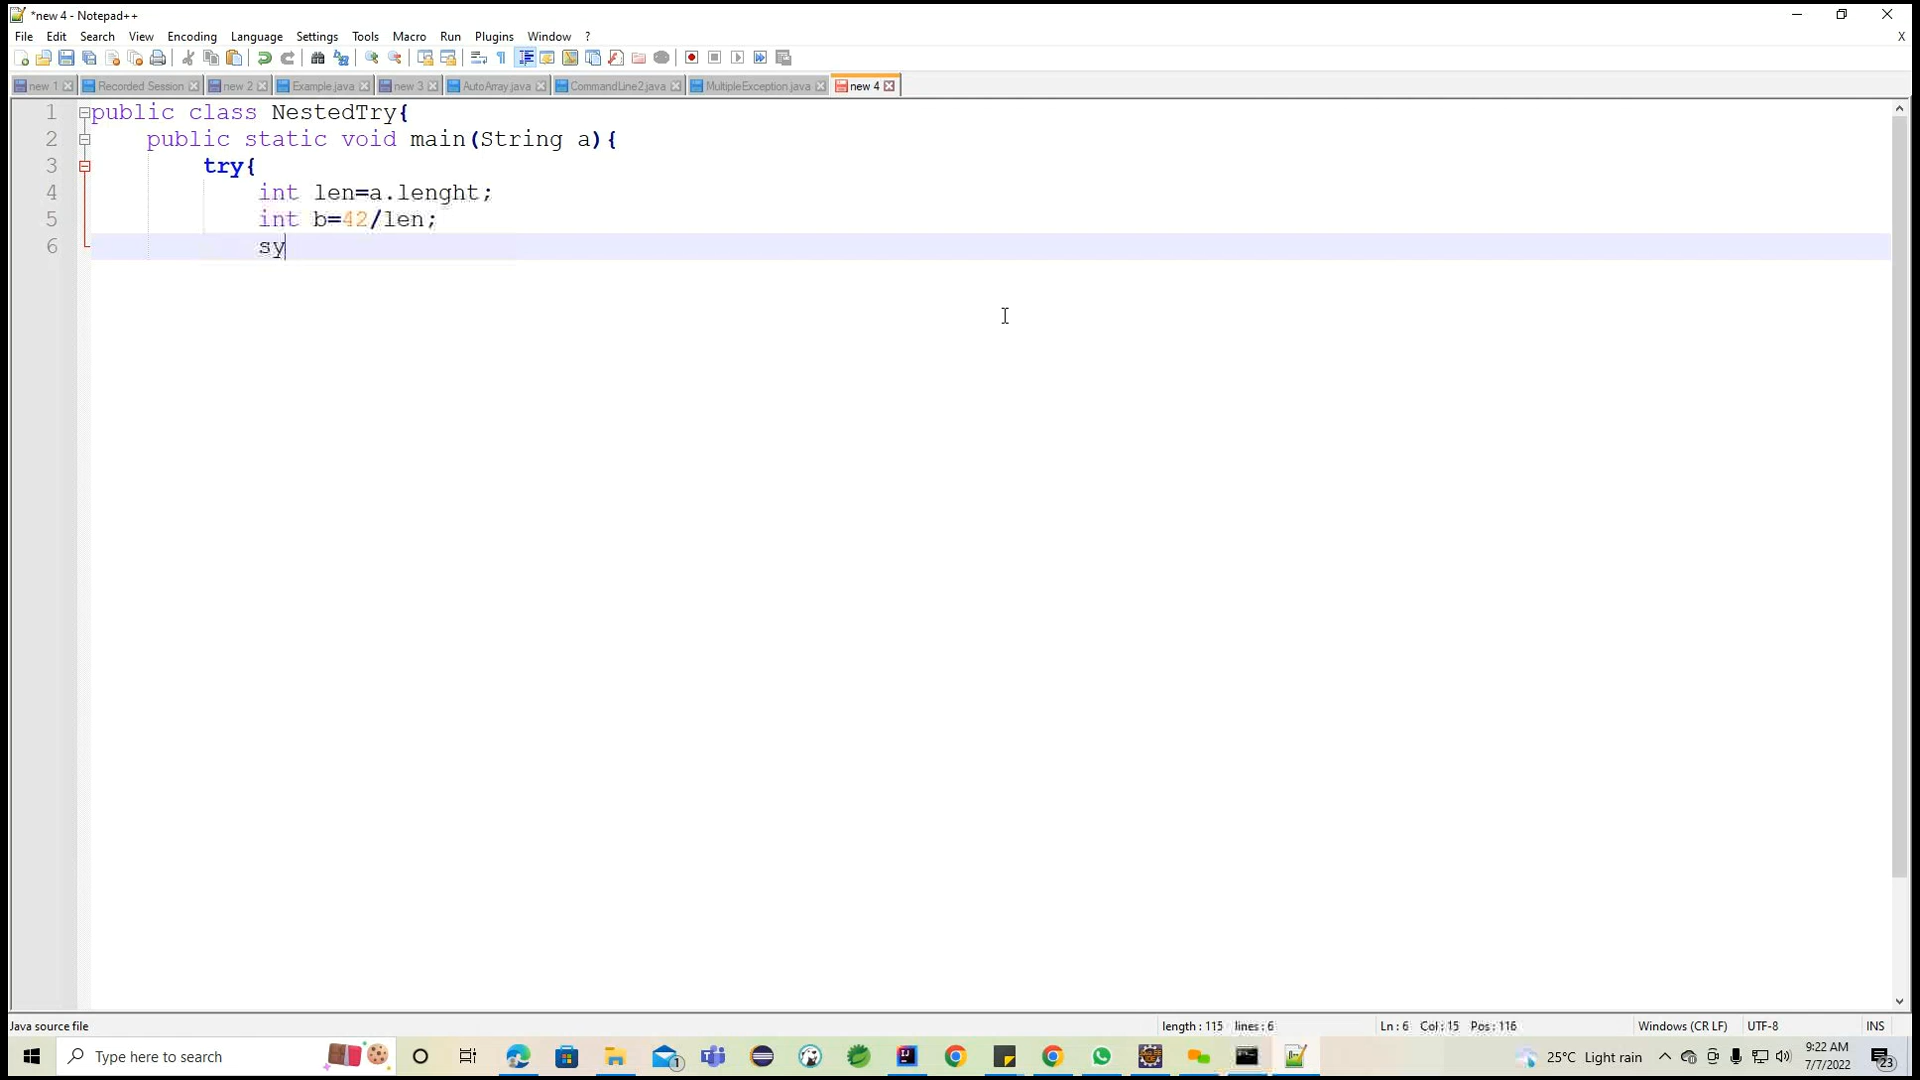 *new 4 - Notepad++
File Edit Search View Encoding Language Settings Tools Macro Run Plugins Window ?
X
new 1 Recorded Session new 2 Example.java new 3 AutoArray.java CommandLine2.java MultipleException.java new 4
1 public class NestedTry{
2 public static void main(String a){
3 try{
4 int len=a.lenght;
5 int b=42/len;
6 sy
Java source file length : 115 lines : 6 Ln : 6 Col : 15 Pos : 116 Windows (CR LF) UTF-8 INS
Type here to search 1 25°C Light rain 9:22 AM
7/7/2022 23